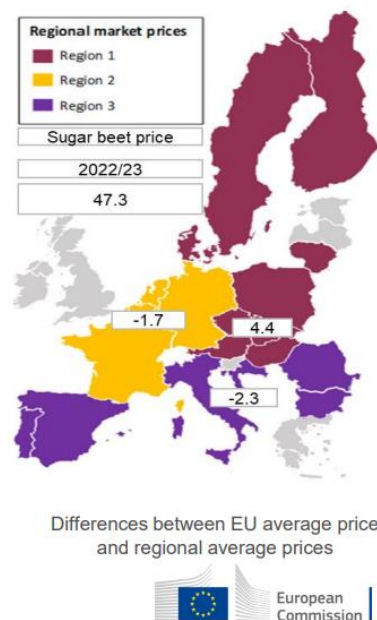 Regional market prices
Region 1
Region 2
Region 3
Sugar beet price
2022/23
47.3
-1.7
4.4
-2.3
Differences between EU average price
and regional average prices
European
Commission